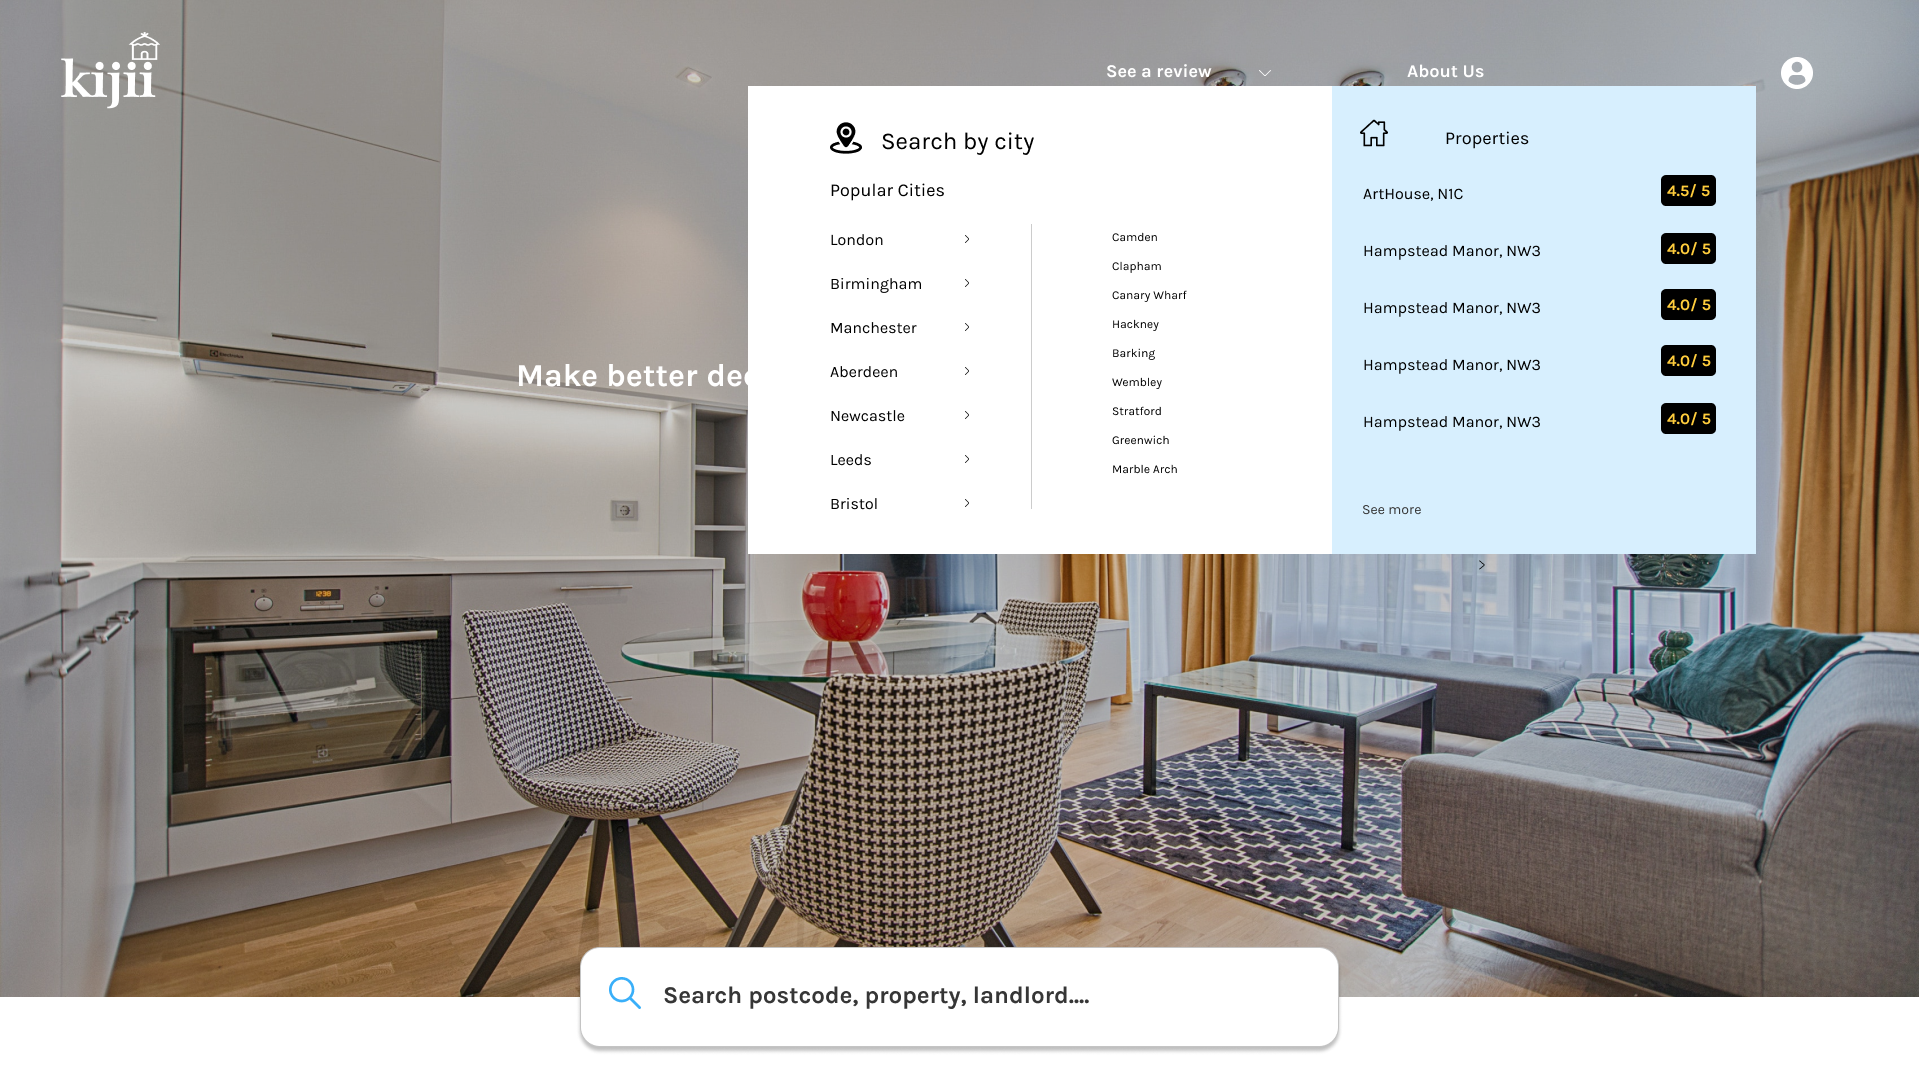 kijii
See a review
About Us
Search by city
Popular Cities
London
Birmingham
Manchester
Aberdeen
Newcastle
Leeds
Bristol
Camden
Clapham
Canary Wharf
Hackney
Barking
Wembley
Stratford
Greenwich
Marble Arch
Properties
ArtHouse, N1C
4.5/ 5
Hampstead Manor, NW3
4.0/ 5
Hampstead Manor, NW3
4.0/ 5
Hampstead Manor, NW3
4.0/ 5
Hampstead Manor, NW3
4.0/ 5
See more
Make better
Search postcode, property, landlord....